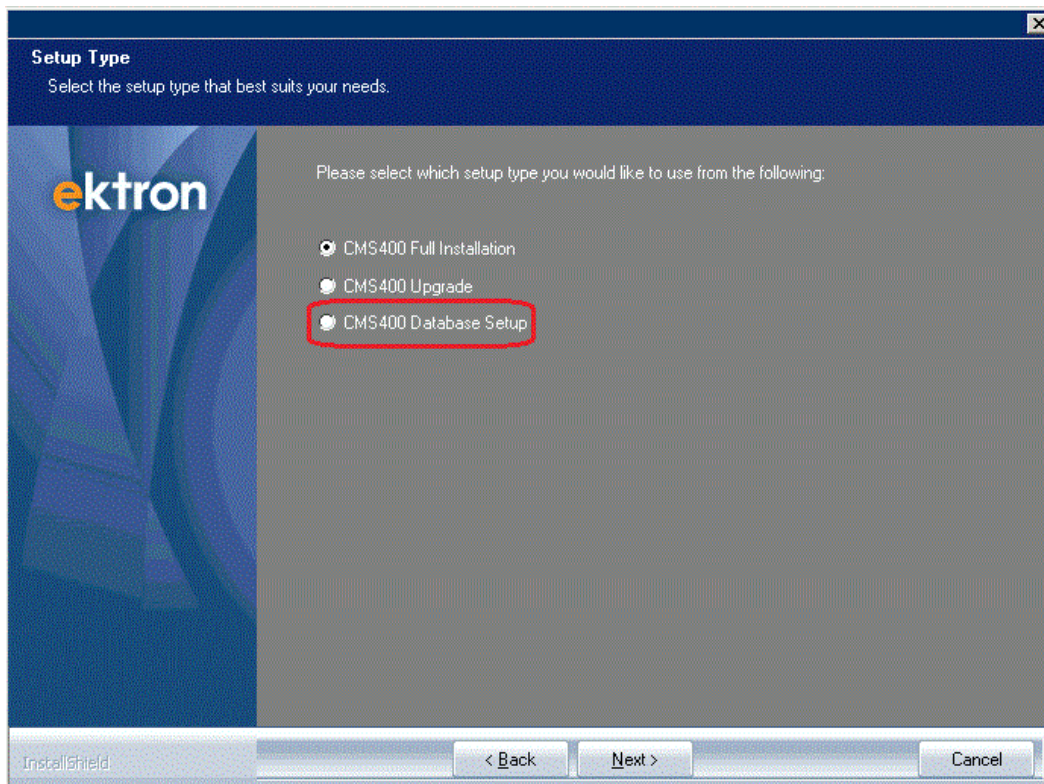 Setup Type
Select the setup type that best suits your needs.
ektron
Please select which setup type you would like to use from the following:
CMS400 Full Installation
CMS400 Upgrade
CMS400 Database Setup
InstallShield
< Back
Next >
Cancel